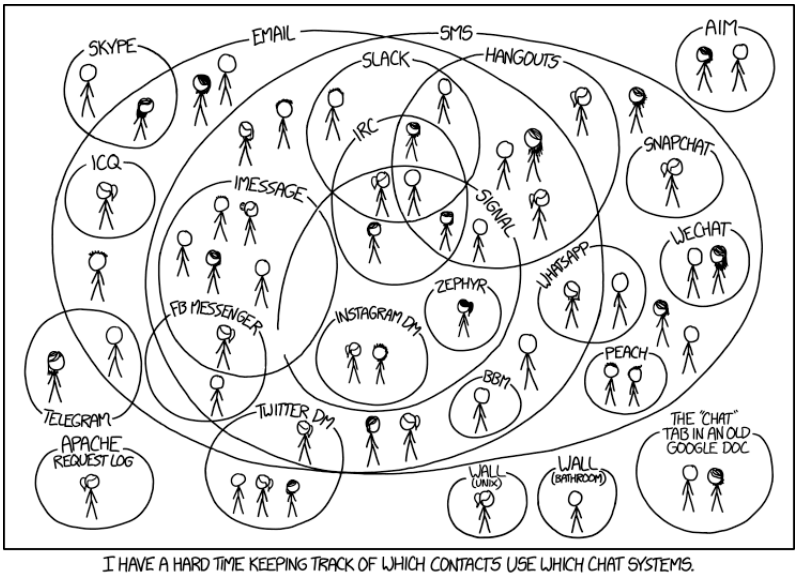 SKYPE
EMAIL
SMS
AIM
SLACK
HANGOUTS
IRC
SNAPCHAT
ICQ
IMESSAGE
SIGNAL
WECHAT
WHATSAPP
ZEPHYR
FB MESSENGER
INSTAGRAM DM
PEACH
BBM
TELEGRAM
TWITTER DM
THE "CHAT"
TAB IN AN OLD
GOOGLE DOC
APACHE
REQUEST LOG
WALL
(UNIX)
WALL
(BATHROOM)
I HAVE A HARD TIME KEEPING TRACK OF WHICH CONTACTS USE WHICH CHAT SYSTEMS.